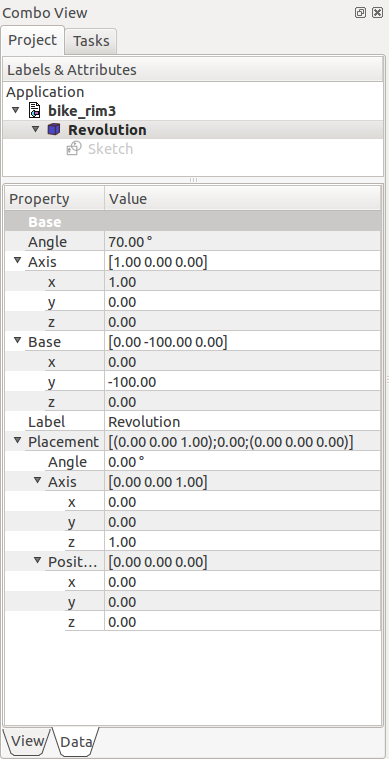 Combo View
Project Tasks
Labels & Attributes
Application
bike_rim3
Revolution
Sketch
Property Value
Base
Angle 70.00 °
Axis [1.00 0.00 0.00]
x 1.00
y 0.00
z 0.00
Base [0.00 -100.00 0.00]
x 0.00
y -100.00
z 0.00
Label Revolution
Placement [(0.00 0.00 1.00);0.00;(0.00 0.00 0.00)]
Angle 0.00 °
Axis [0.00 0.00 1.00]
x 0.00
y 0.00
z 1.00
Posit... [0.00 0.00 0.00]
x 0.00
y 0.00
z 0.00
View Data